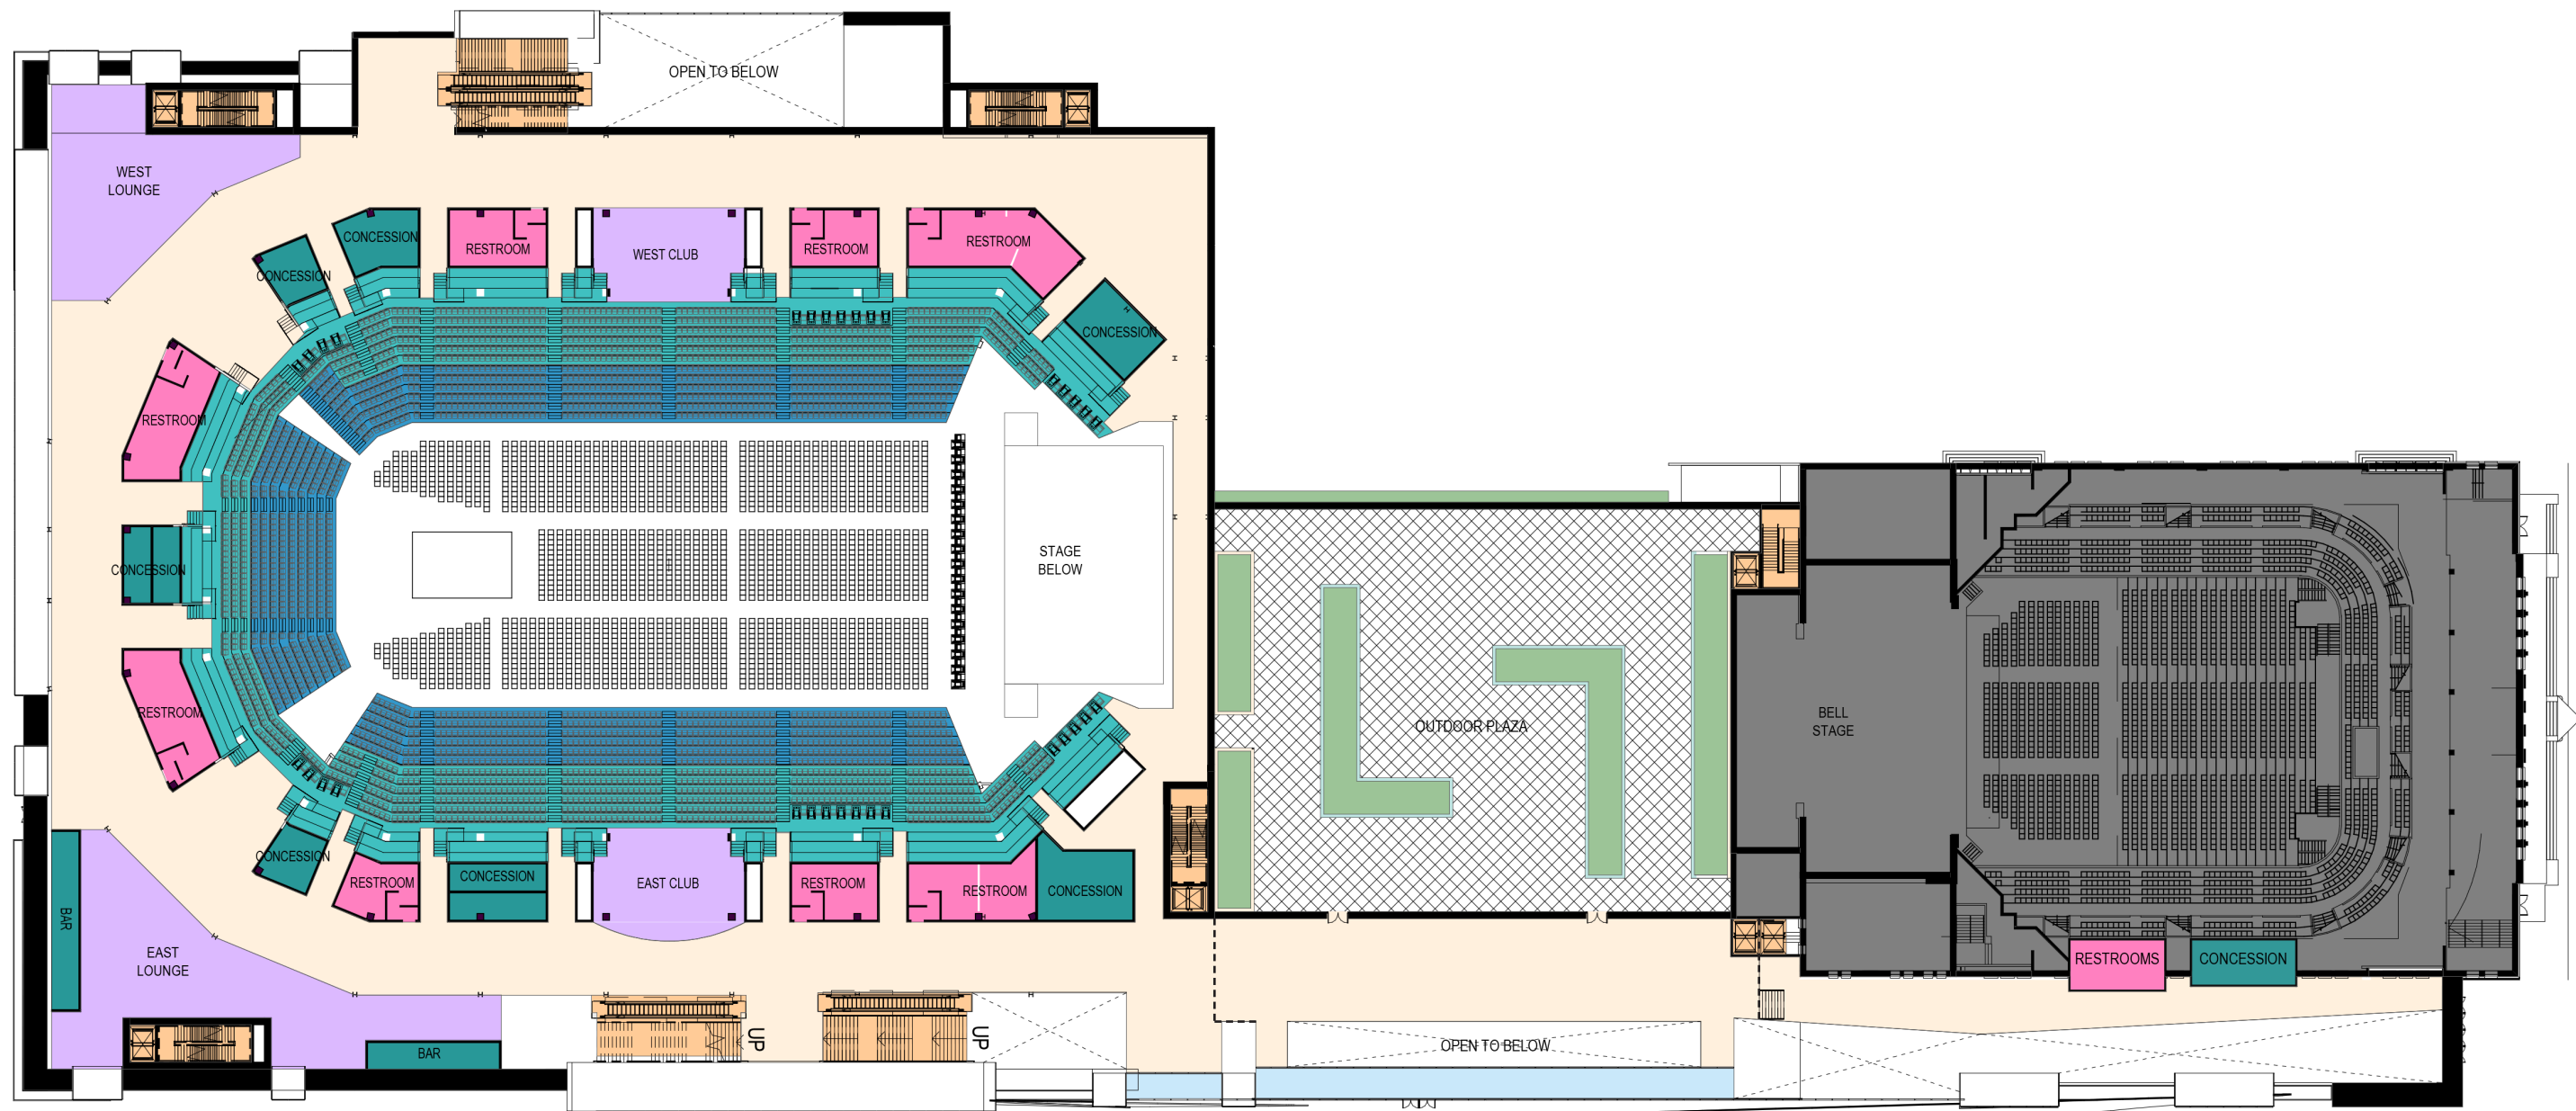 OPEN TO BELOW
WEST
LOUNGE
CONCESSION
RESTROOM
WEST CLUB
RESTROOM
RESTROOM
CONCESSION
CONCESSION
RESTROOM
CONCESSION
STAGE
BELOW
RESTROOM
BELL
STAGE
OUTDOOR PLAZA
CONCESSION
RESTROOM
CONCESSION
EAST CLUB
RESTROOM
RESTROOM
CONCESSION
BAR
EAST
LOUNGE
RESTROOMS
CONCESSION
UP
UP
BAR
OPEN TO BELOW